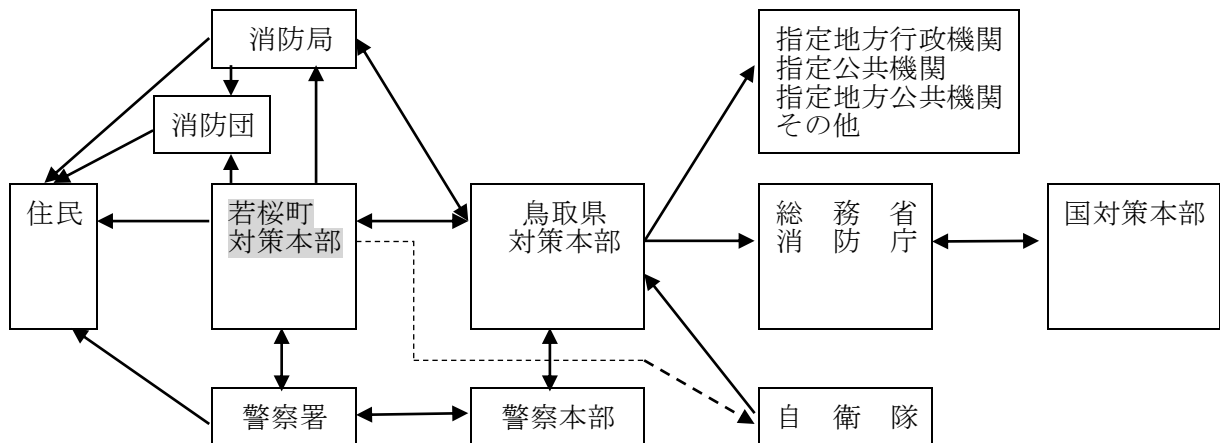 消防局
指定地方行政機関
指定公共機関
指定地方公共機関
その他
消防団
住民
若桜町
対策本部
鳥取県
対策本部
総務省
消防庁
国対策本部
警察署
警察本部
自衛隊